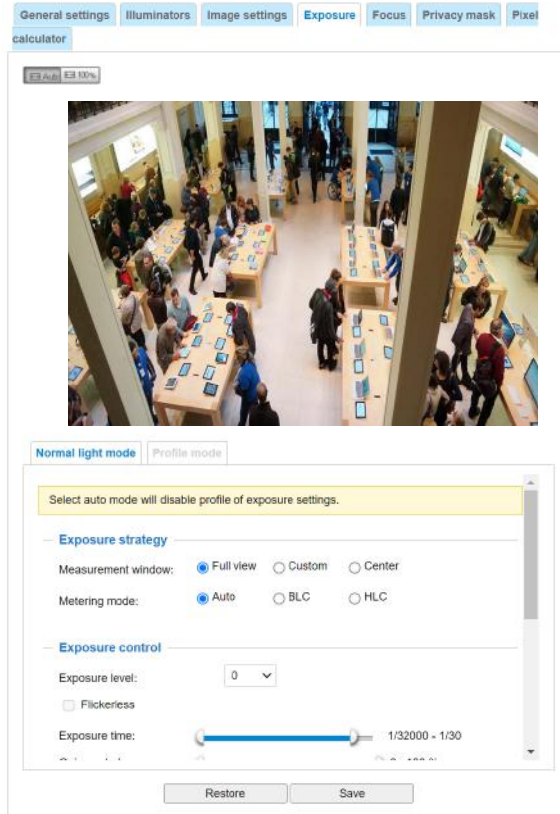 General settings Illuminators Image settings Exposure Focus Privacy mask Pixel
calculator
Auto 100%
Normal light mode Profile mode
Select auto mode will disable profile of exposure settings.
Exposure strategy
Measurement window: Full view Custom Center
Metering mode: Auto BLC HLC
Exposure control
Exposure level: 0
Flickerless
Exposure time: 1/32000 ~ 1/30
Restore Save